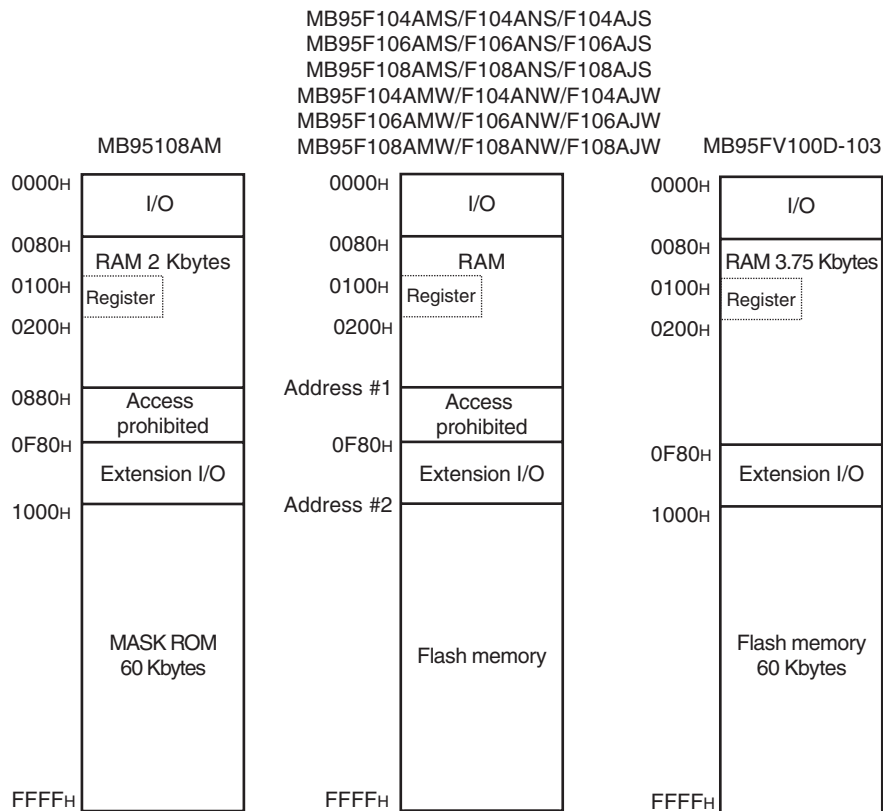 MB95F104AMS/F104ANS/F104AJS
MB95F106AMS/F106ANS/F106AJS
MB95F108AMS/F108ANS/F108AJS
MB95F104AMW/F104ANW/F104AJW
MB95F106AMW/F106ANW/F106AJW
MB95F108AMW/F108ANW/F108AJW
MB95108AM
0000H
I/O
0080H
RAM 2 Kbytes
0100H
Register
0200H
0880H
Access
prohibited
0F80H
Extension I/O
1000H
MASK ROM
60 Kbytes
FFFFH
0000H
I/O
0080H
RAM
0100H
Register
0200H
Address #1
Access
prohibited
0F80H
Extension I/O
Address #2
Flash memory
FFFFH
MB95FV100D-103
0000H
I/O
0080H
RAM 3.75 Kbytes
0100H
Register
0200H
0F80H
Extension I/O
1000H
Flash memory
60 Kbytes
FFFFH